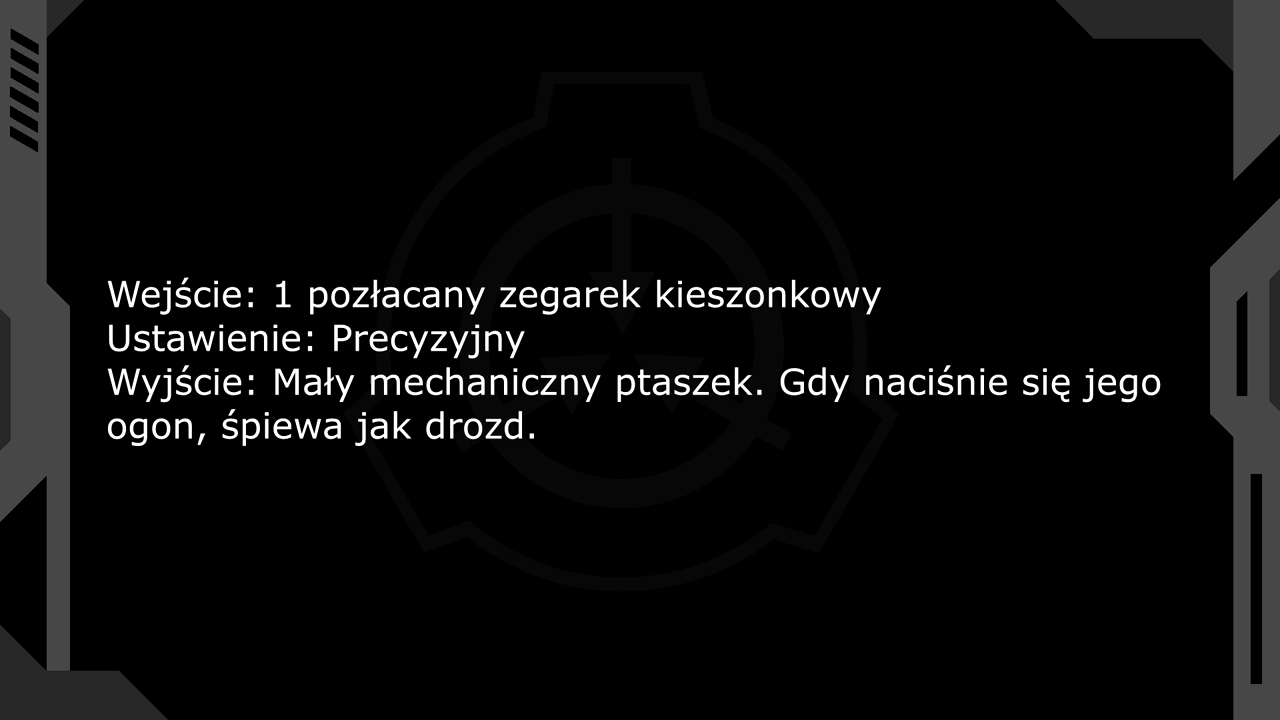 Wejście: 1 pozłacany zegarek kieszonkowy
Ustawienie: Precyzyjny
Wyjście: Mały mechaniczny ptaszek. Gdy naciśnie się jego
ogon, śpiewa jak drozd.